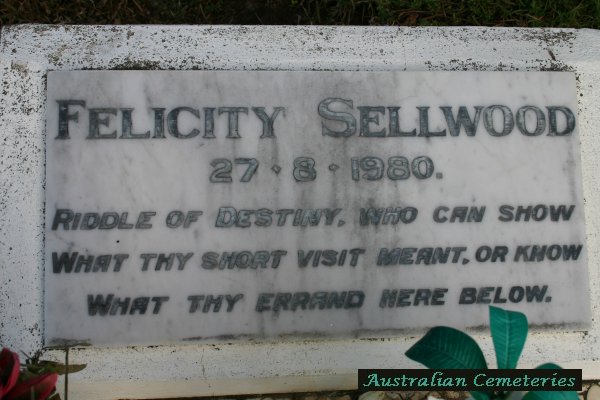 FELICITY SELLWOOD
27·8·1980.
RIDDLE OF DESTINY, WHO CAN SHOW
WHAT THY SHORT VISIT MEANT, OR KNOW
WHAT THY ERRAND HERE BELOW.
Australian Cemeteries